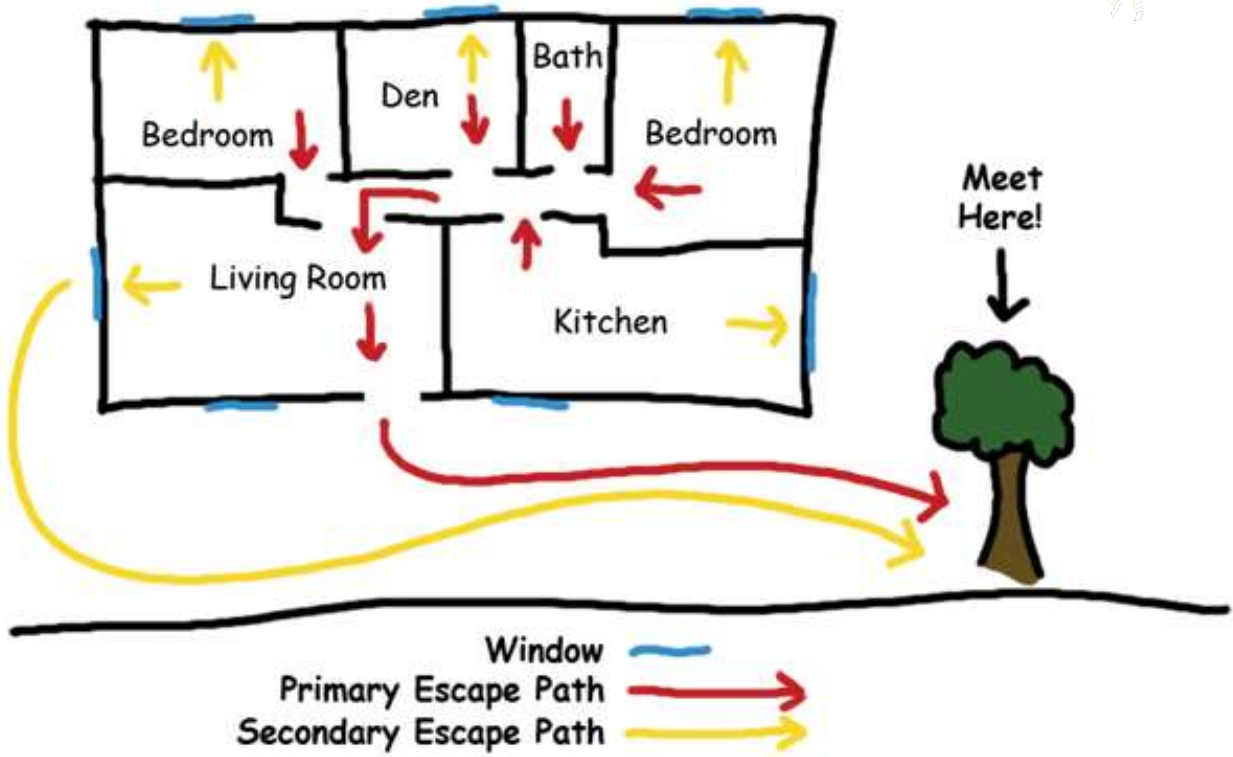 Bath
Den
Bedroom
Bedroom
Meet
Here!
Living Room
Kitchen
Window
Primary Escape Path
Secondary Escape Path